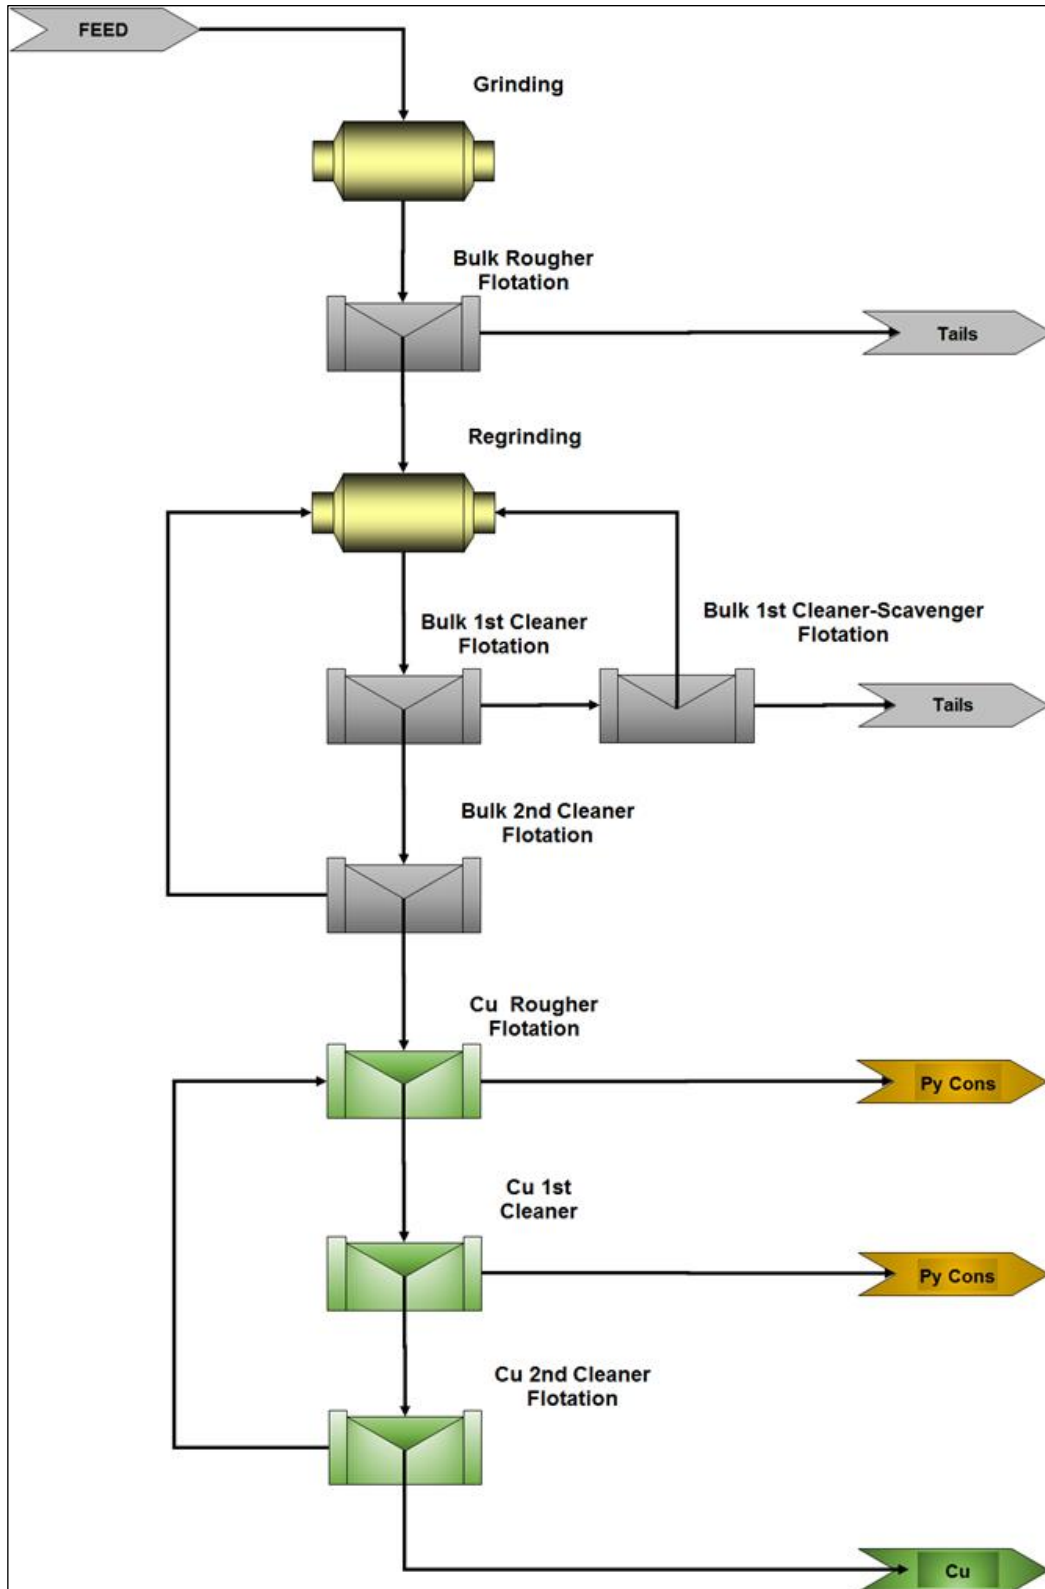 FEED
Grinding
Bulk Rougher
Flotation
Tails
Regrinding
Bulk 1st Cleaner
Flotation
Bulk 1st Cleaner-Scavenger
Flotation
Tails
Bulk 2nd Cleaner
Flotation
Cu Rougher
Flotation
Py Cons
Cu 1st
Cleaner
Py Cons
Cu 2nd Cleaner
Flotation
Cu